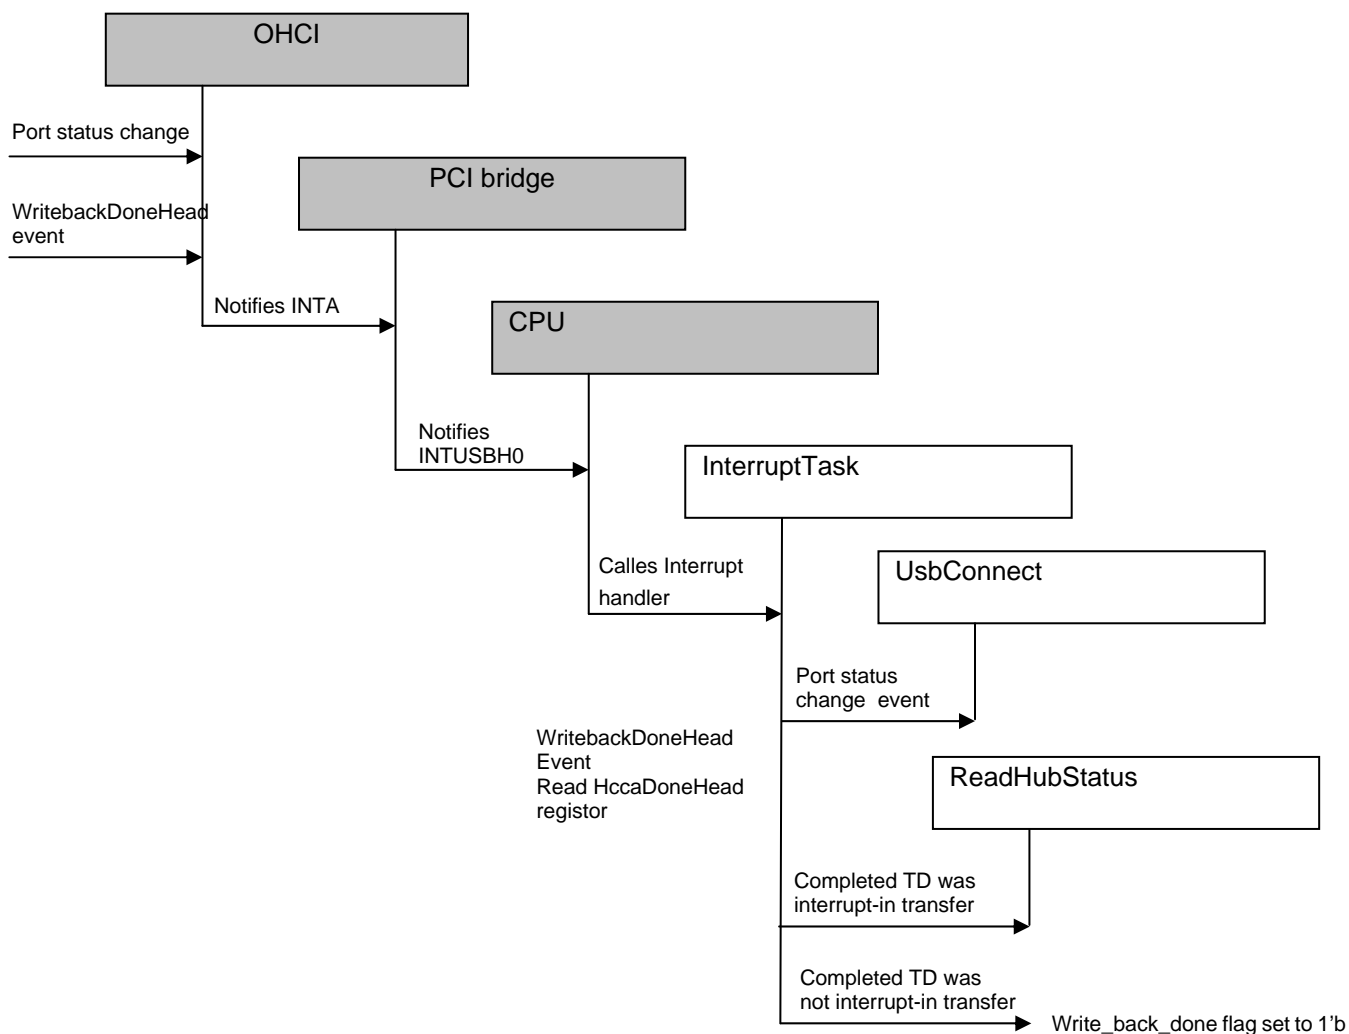 OHCI
Port status change
PCI bridge
WritebackDoneHead
event
Notifies INTA
CPU
Notifies
INTUSBH0
InterruptTask
Calles Interrupt
handler
UsbConnect
Port status
change  event
WritebackDoneHead
Event
Read HccaDoneHead
registor
ReadHubStatus
Completed TD was
interrupt-in transfer
Completed TD was
not interrupt-in transfer
Write_back_done flag set to 1'b